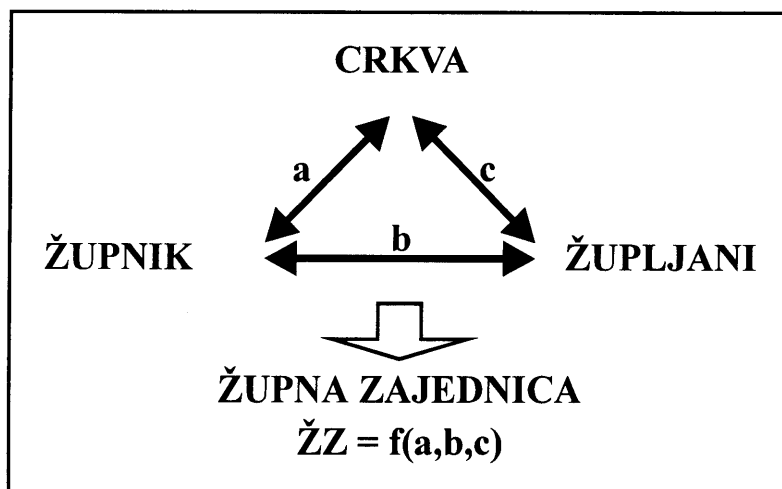 CRKVA
a
c
b
ŽUPNIK
ŽUPLJANI
ŽUPNA ZAJEDNICA
ŽZ = f(a,b,c)